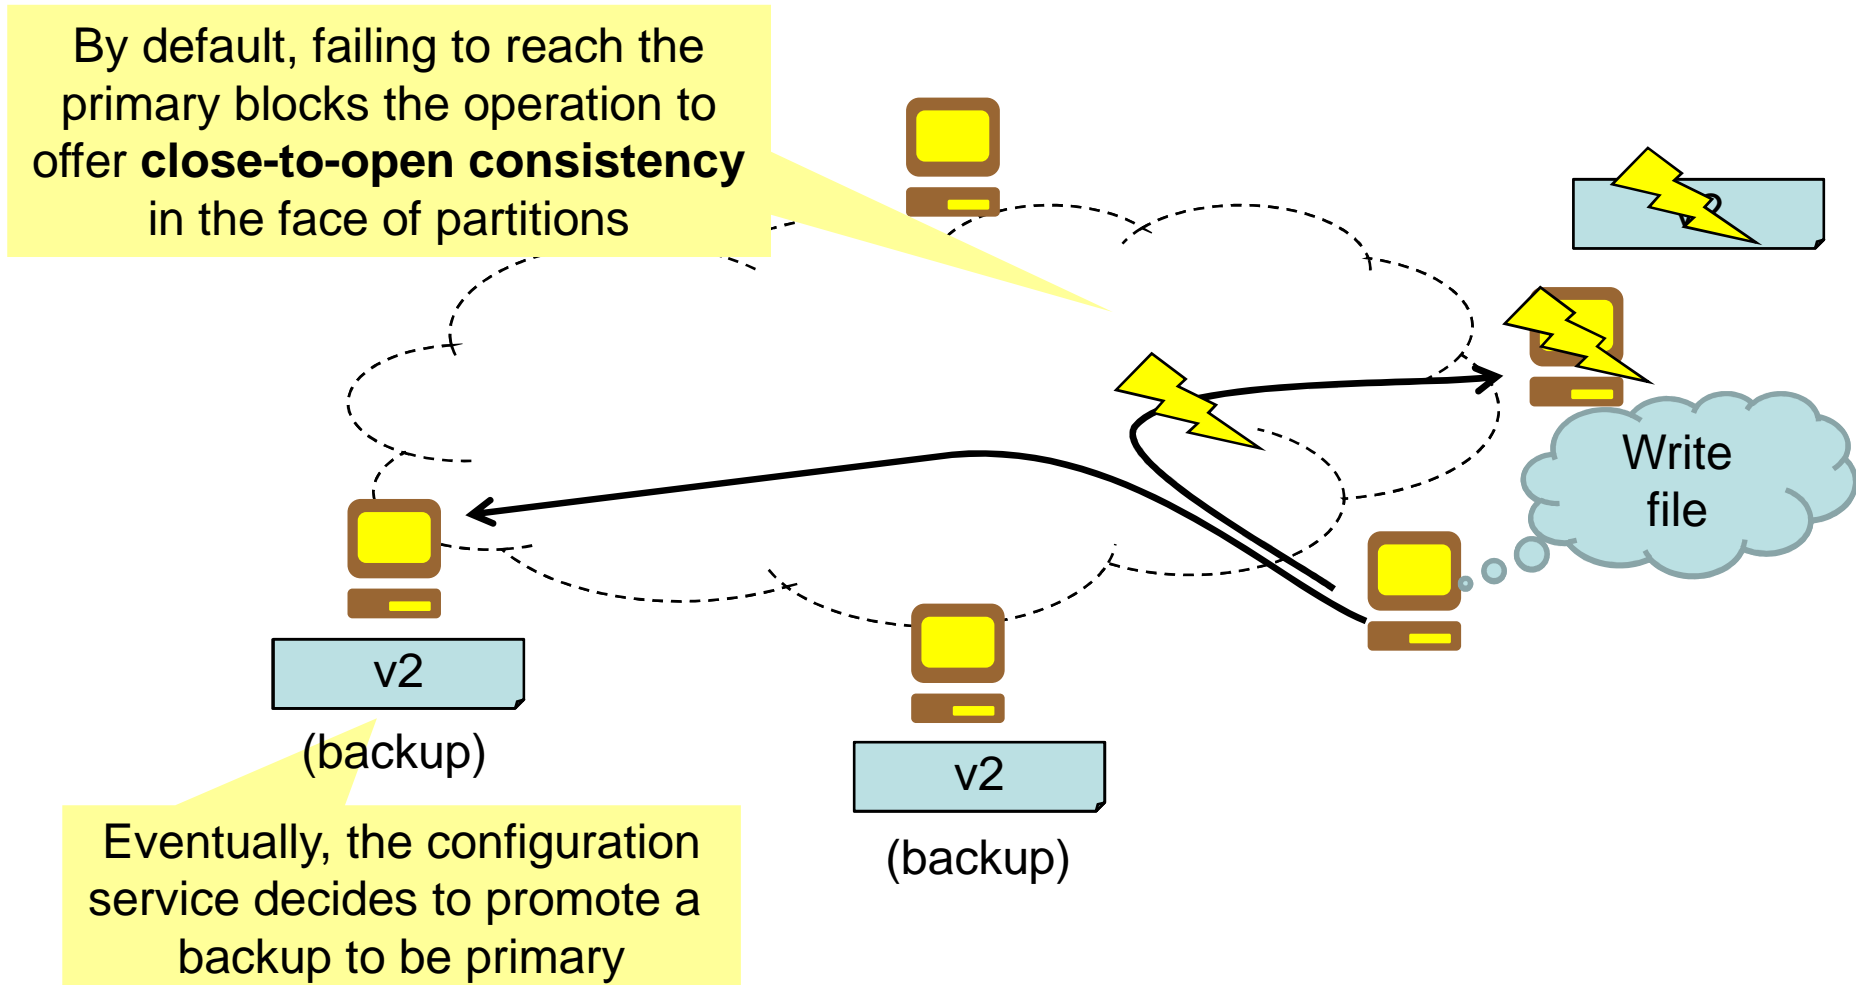 By default, failing to reach the
primary blocks the operation to
offer close-to-open consistency
in the face of partitions
Write
file
v2
(backup)
v2
(backup)
Eventually, the configuration
service decides to promote a
backup to be primary